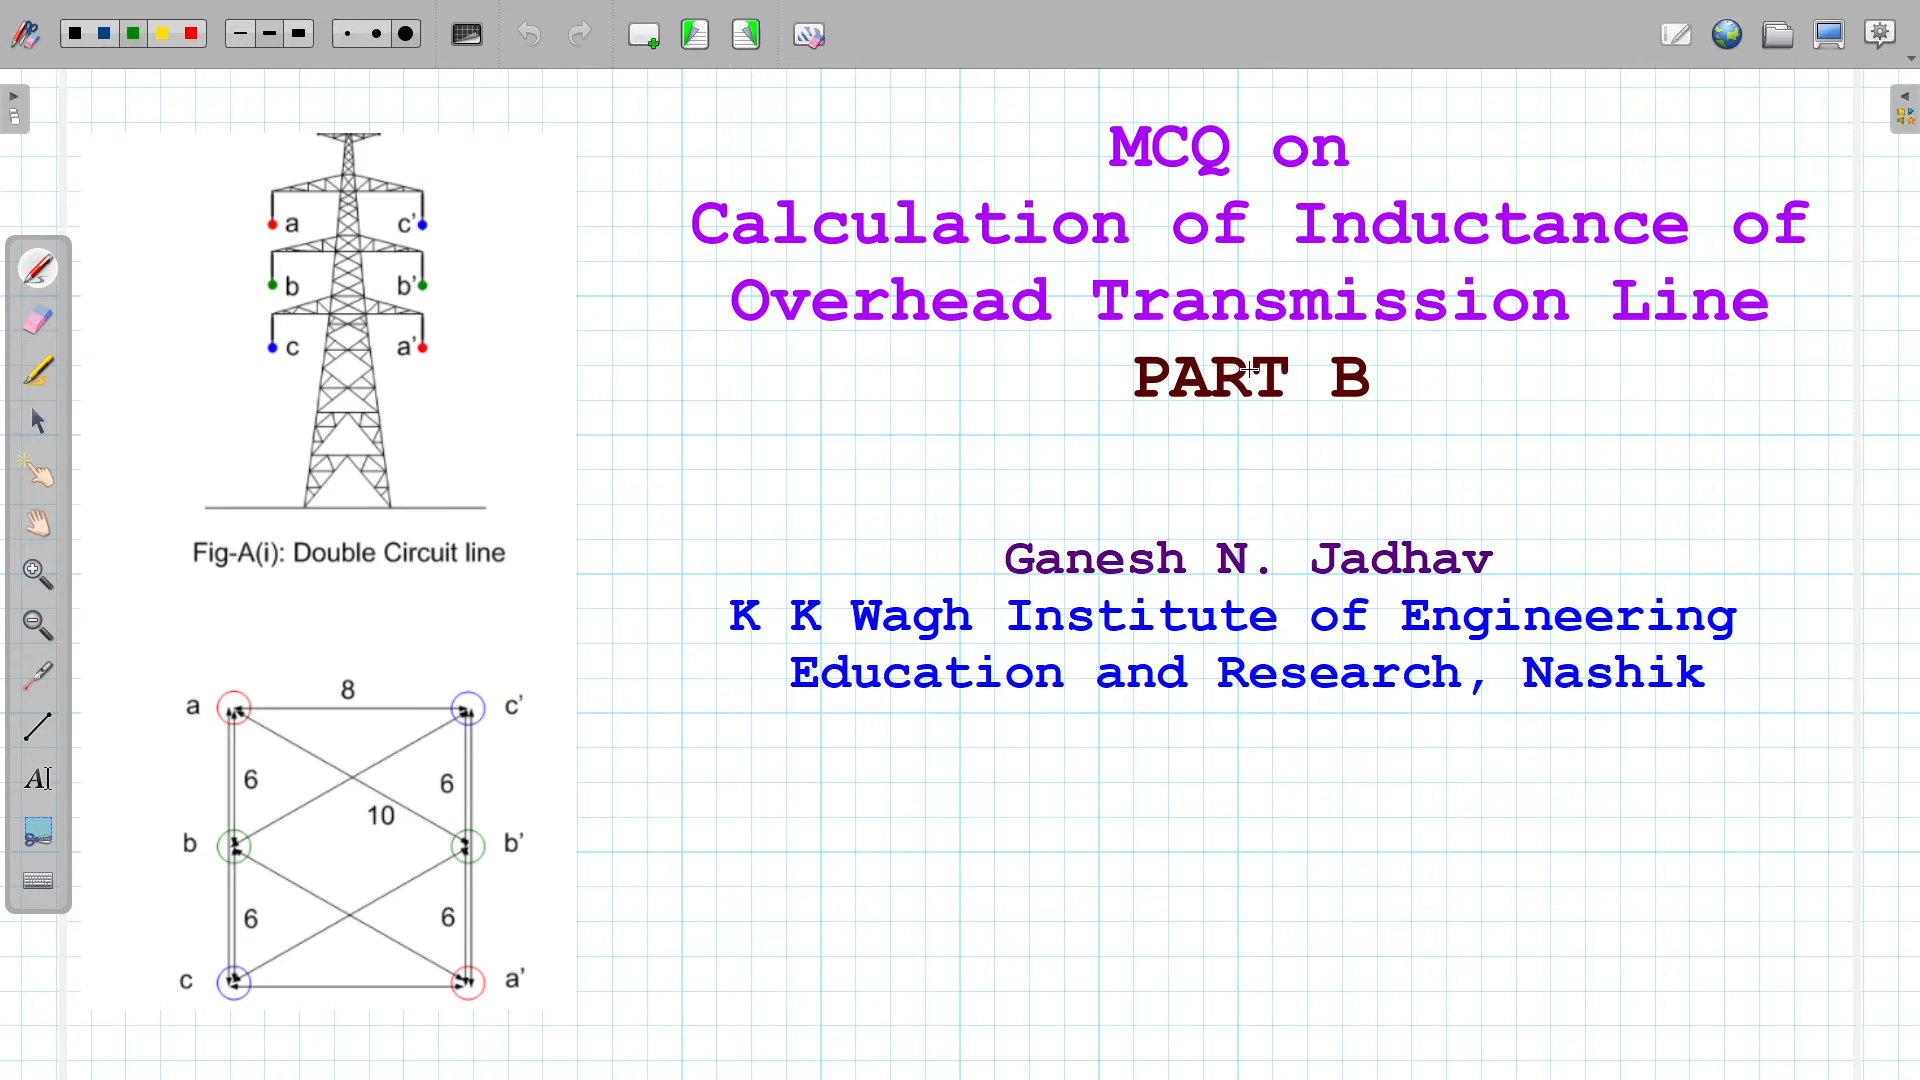 MCQ on
Calculation of Inductance of
Overhead Transmission Line
PART B
Ganesh N. Jadhav
K K Wagh Institute of Engineering
Education and Research, Nashik
a c’
b b’
c a’
Fig-A(i): Double Circuit line
8
a c’
6 6
10
b b’
6 6
c a’
AI